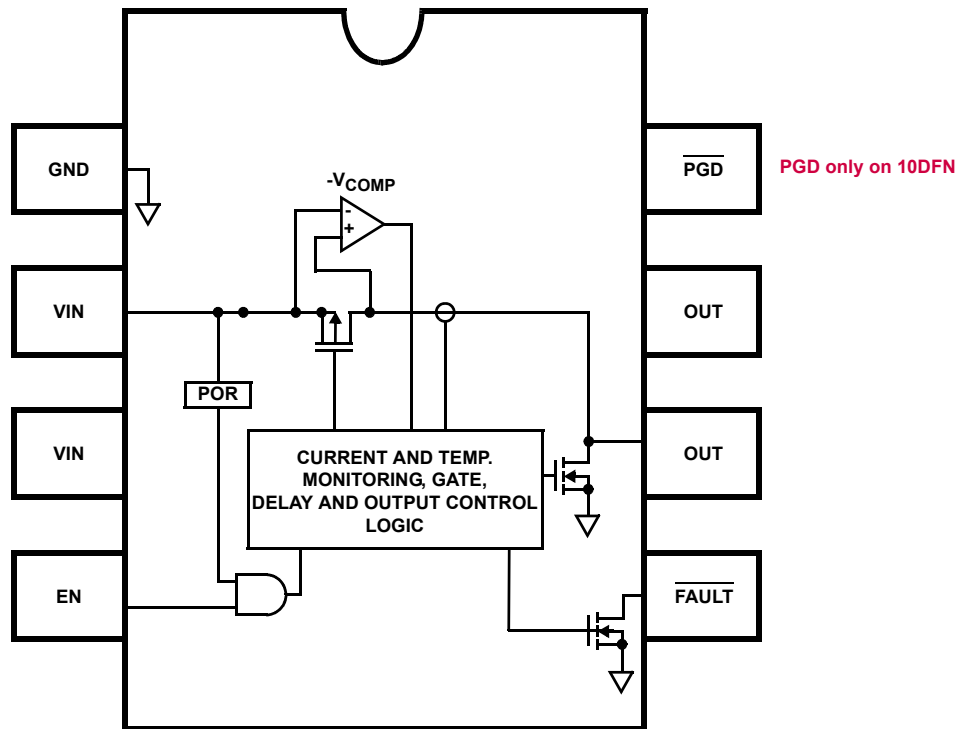 GND
PGD
PGD only on 10DFN
-VCOMP
-
+
VIN
OUT
POR
VIN
OUT
CURRENT AND TEMP.
MONITORING, GATE,
DELAY AND OUTPUT CONTROL
LOGIC
EN
FAULT